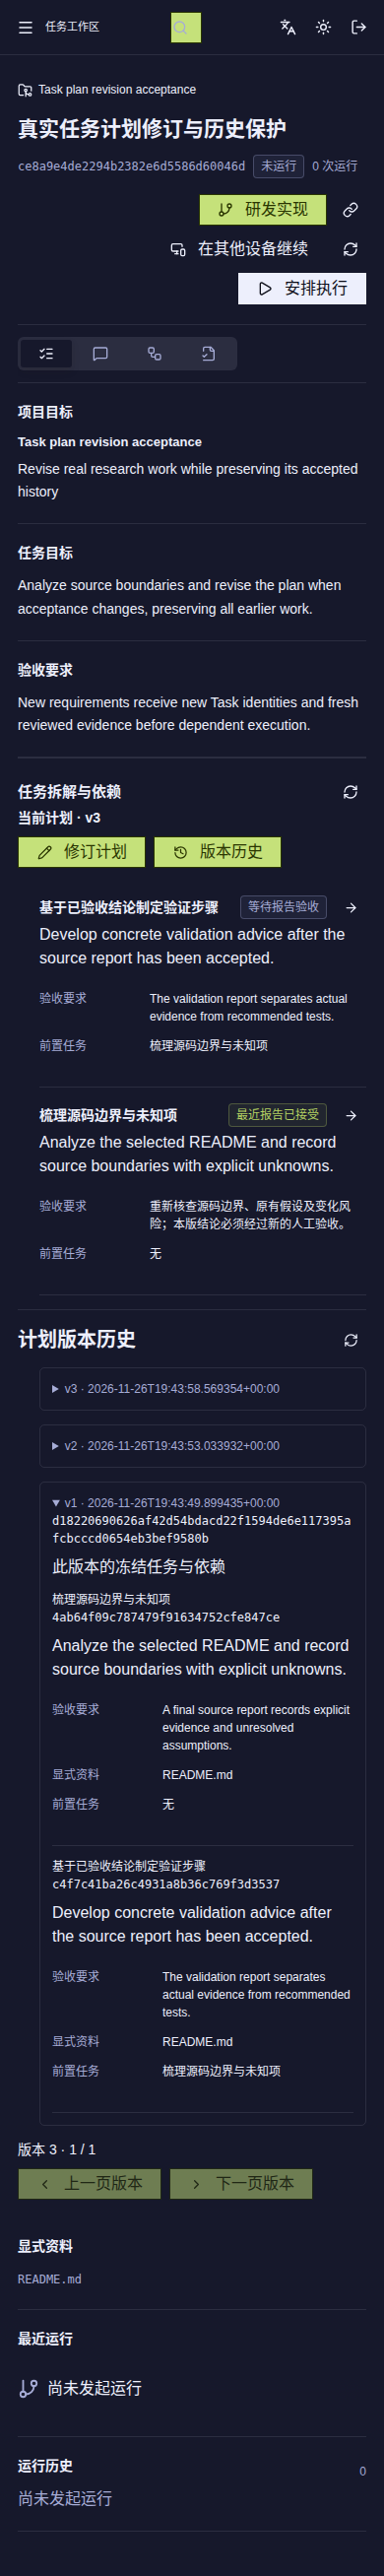 任务工作区
Task plan revision acceptance
真实任务计划修订与历史保护
ce8a9e4de2294b2382e6d5586d60046d 未运行 0 次运行
研发实现
在其他设备继续
安排执行
项目目标
Task plan revision acceptance
Revise real research work while preserving its accepted
history
任务目标
Analyze source boundaries and revise the plan when
acceptance changes, preserving all earlier work.
验收要求
New requirements receive new Task identities and fresh
reviewed evidence before dependent execution.
任务拆解与依赖
当前计划 · v3
修订计划 版本历史
基于已验收结论制定验证步骤 等待报告验收
Develop concrete validation advice after the
source report has been accepted.
验收要求 The validation report separates actual
evidence from recommended tests.
前置任务 梳理源码边界与未知项
梳理源码边界与未知项 最近报告已接受
Analyze the selected README and record
source boundaries with explicit unknowns.
验收要求 重新核查源码边界、原有假设及变化风
险；本版结论必须经过新的人工验收。
前置任务 无
计划版本历史
v3 · 2026-11-26T19:43:58.569354+00:00
v2 · 2026-11-26T19:43:53.033932+00:00
v1 · 2026-11-26T19:43:49.899435+00:00
d18220690626af42d54bdacd22f1594de6e117395a
fcbcccd0654eb3bef9580b
此版本的冻结任务与依赖
梳理源码边界与未知项
4ab64f09c787479f91634752cfe847ce
Analyze the selected README and record
source boundaries with explicit unknowns.
验收要求 A final source report records explicit
evidence and unresolved
assumptions.
显式资料 README.md
前置任务 无
基于已验收结论制定验证步骤
c4f7c41ba26c4931a8b36c769f3d3537
Develop concrete validation advice after
the source report has been accepted.
验收要求 The validation report separates
actual evidence from recommended
tests.
显式资料 README.md
前置任务 梳理源码边界与未知项
版本 3 · 1 / 1
上一页版本 下一页版本
显式资料
README.md
最近运行
尚未发起运行
运行历史 0
尚未发起运行